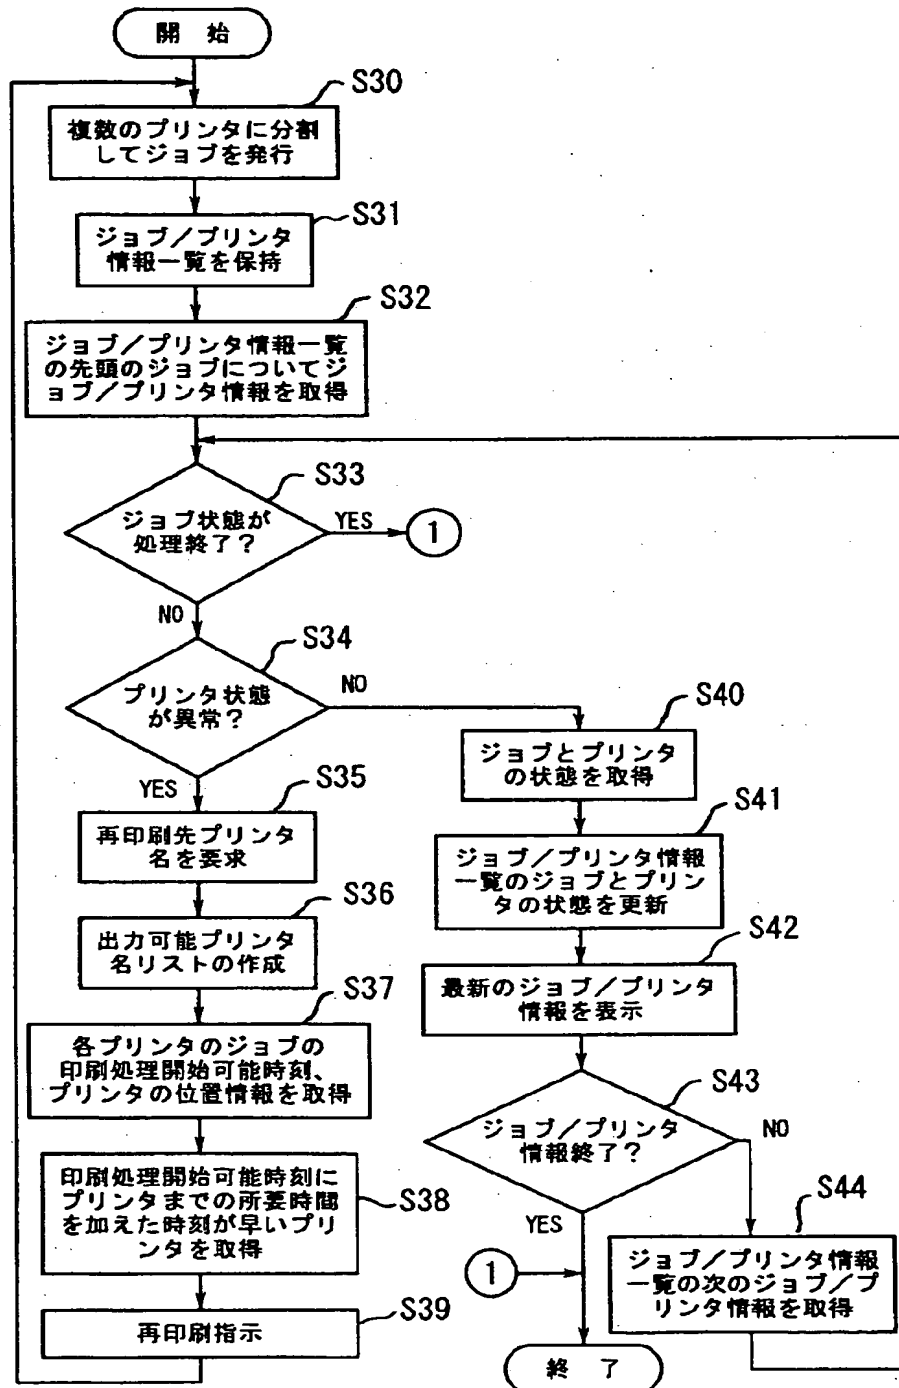 開 始
S30
複数のプリンタに分割
してジョブを発行
S31
ジョブ／プリンタ
情報一覧を保持
S32
ジョブ／プリンタ情報一覧
の先頭のジョブについてジ
ョブ／プリンタ情報を取得
S33
ジョブ状態が
処理終了？
YES
1
NO
S34
プリンタ状態
が異常？
NO
YES
S35
再印刷先プリンタ
名を要求
S36
出力可能プリンタ
名リストの作成
S37
各プリンタのジョブの
印刷処理開始可能時刻、
プリンタの位置情報を取得
S38
印刷処理開始可能時刻に
プリンタまでの所要時間
を加えた時刻が早いプリ
ンタを取得
S39
再印刷指示
S40
ジョブとプリンタ
の状態を取得
S41
ジョブ／プリンタ情報
一覧のジョブとプリン
タの状態を更新
S42
最新のジョブ／プリンタ
情報を表示
S43
ジョブ／プリンタ
情報終了？
NO
YES
S44
ジョブ／プリンタ情報
一覧の次のジョブ／プ
リンタ情報を取得
1
終 了